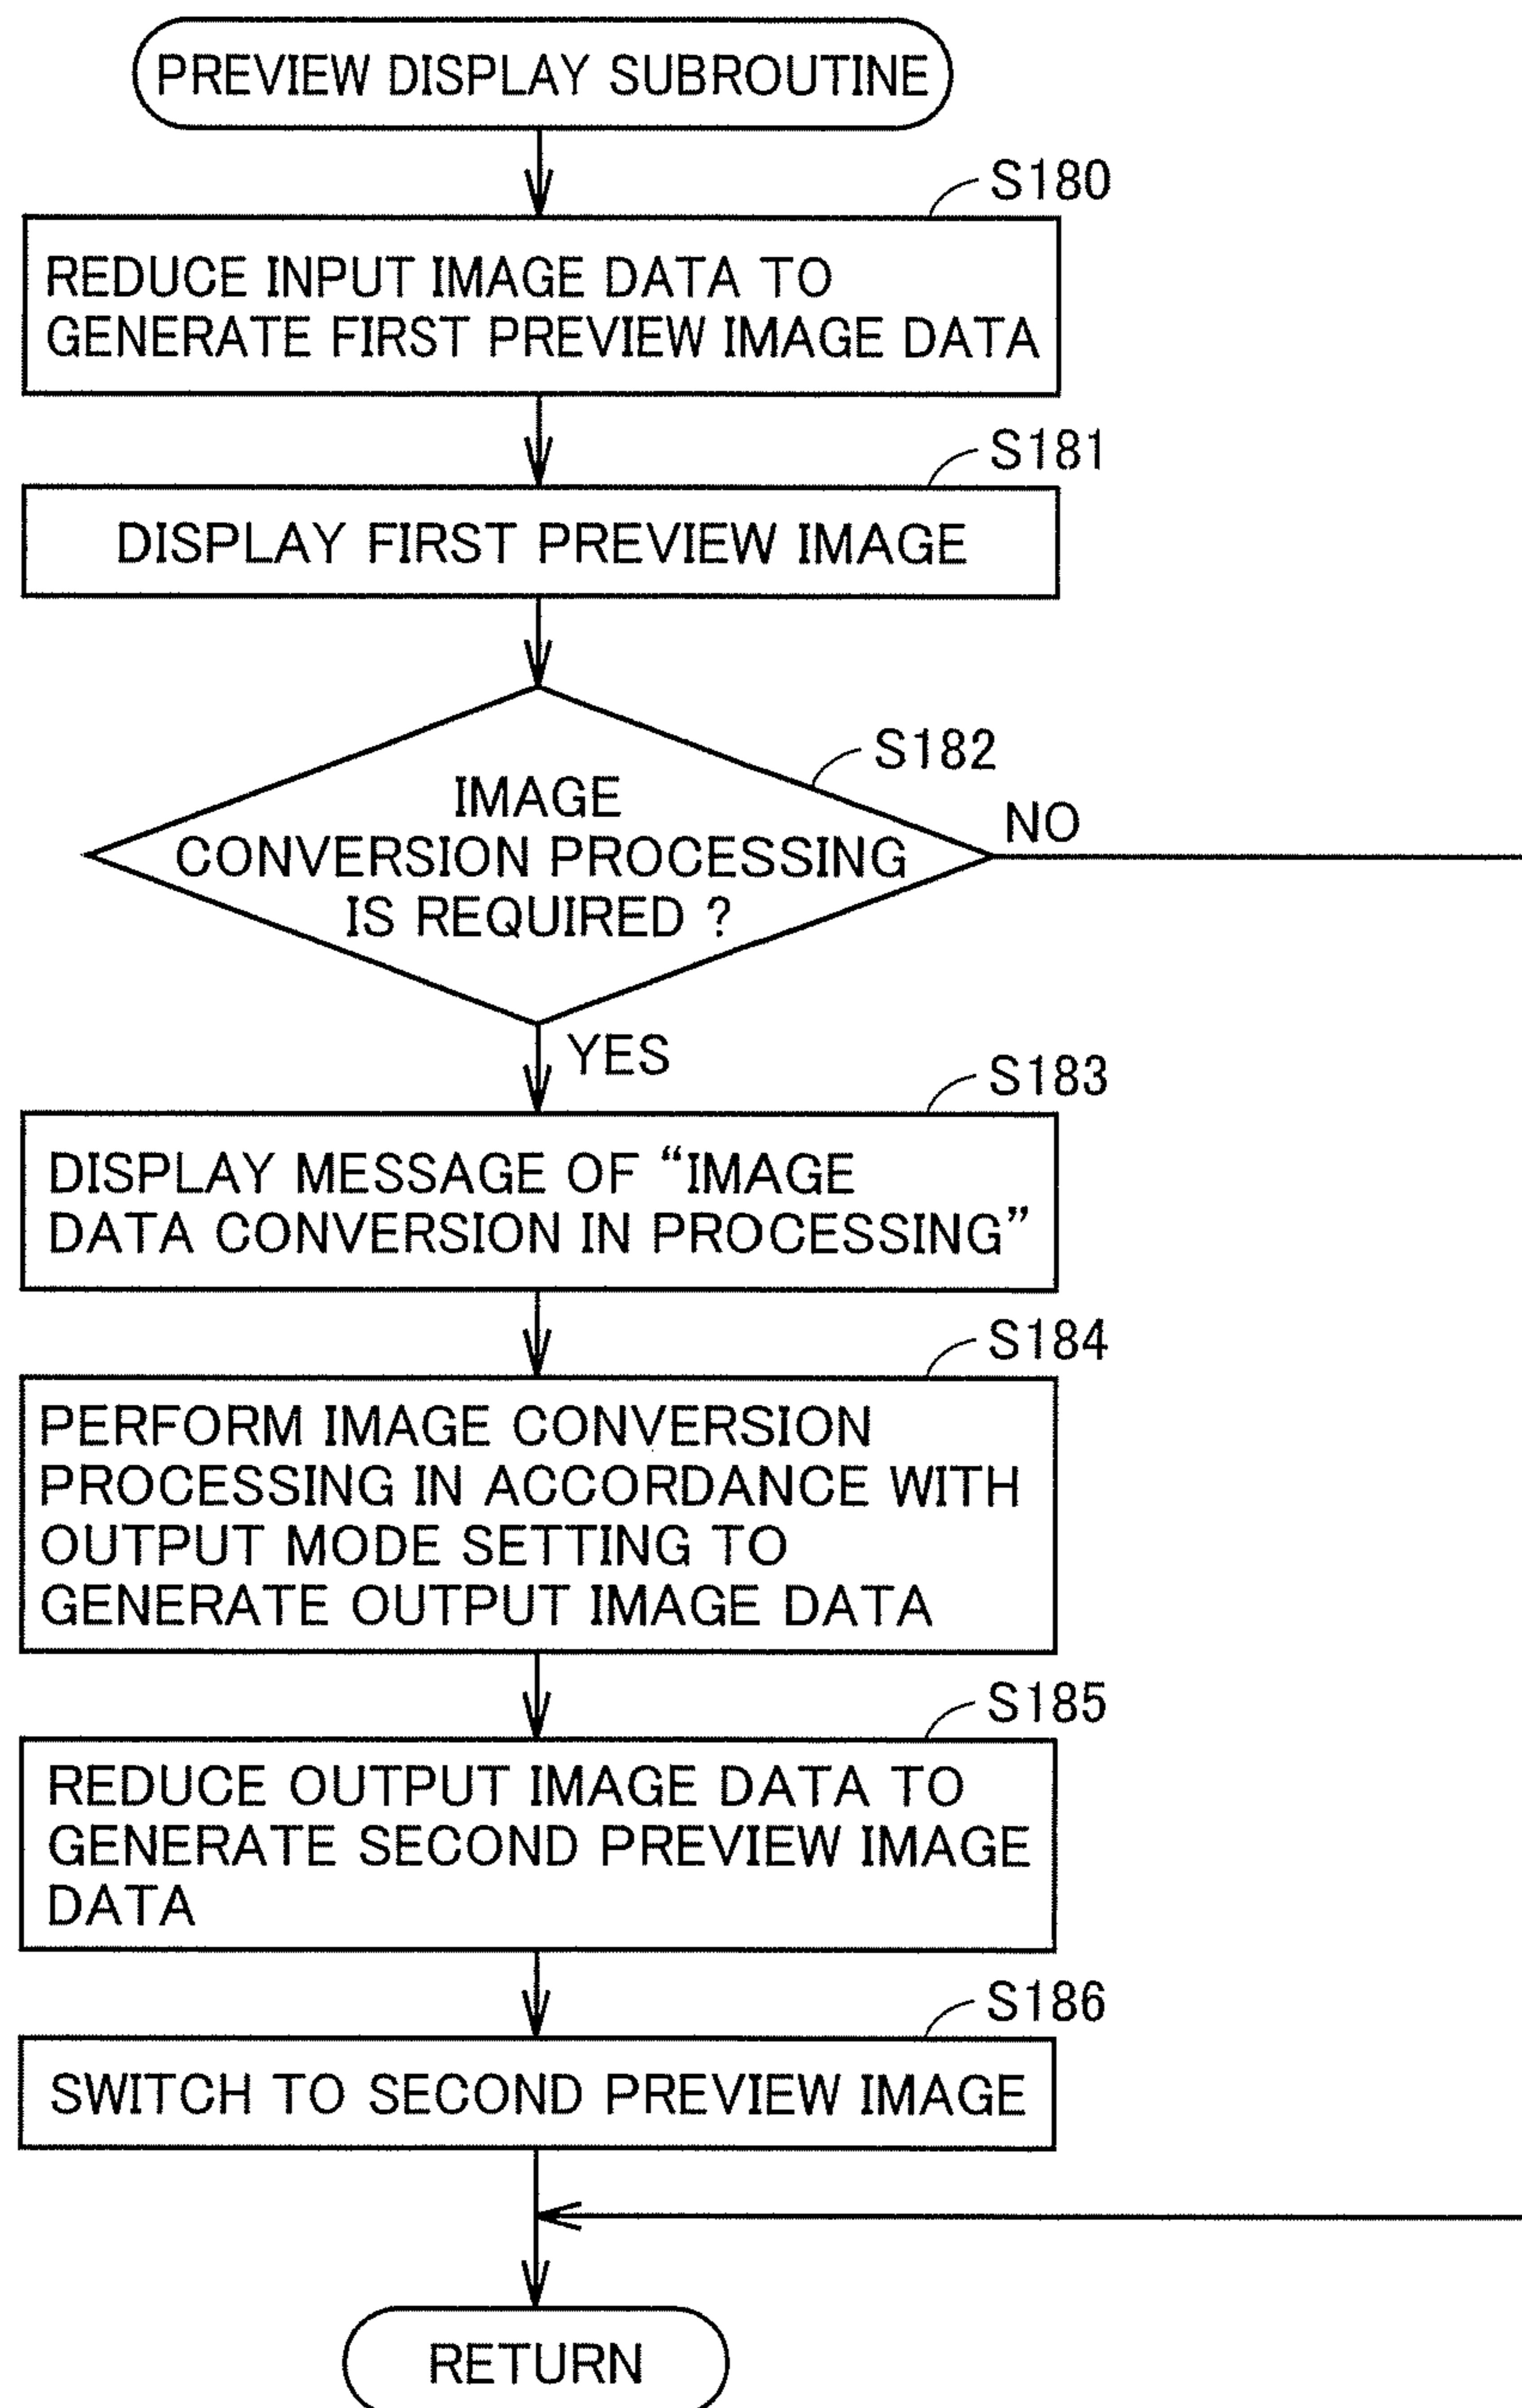 PREVIEW DISPLAY SUBROUTINE
S180
REDUCE INPUT IMAGE DATA TO
GENERATE FIRST PREVIEW IMAGE DATA
S181
DISPLAY FIRST PREVIEW IMAGE
S182
IMAGE
CONVERSION PROCESSING
IS REQUIRED ?
NO
YES
S183
DISPLAY MESSAGE OF “IMAGE
DATA CONVERSION IN PROCESSING”
S184
PERFORM IMAGE CONVERSION
PROCESSING IN ACCORDANCE WITH
OUTPUT MODE SETTING TO
GENERATE OUTPUT IMAGE DATA
S185
REDUCE OUTPUT IMAGE DATA TO
GENERATE SECOND PREVIEW IMAGE
DATA
S186
SWITCH TO SECOND PREVIEW IMAGE
RETURN